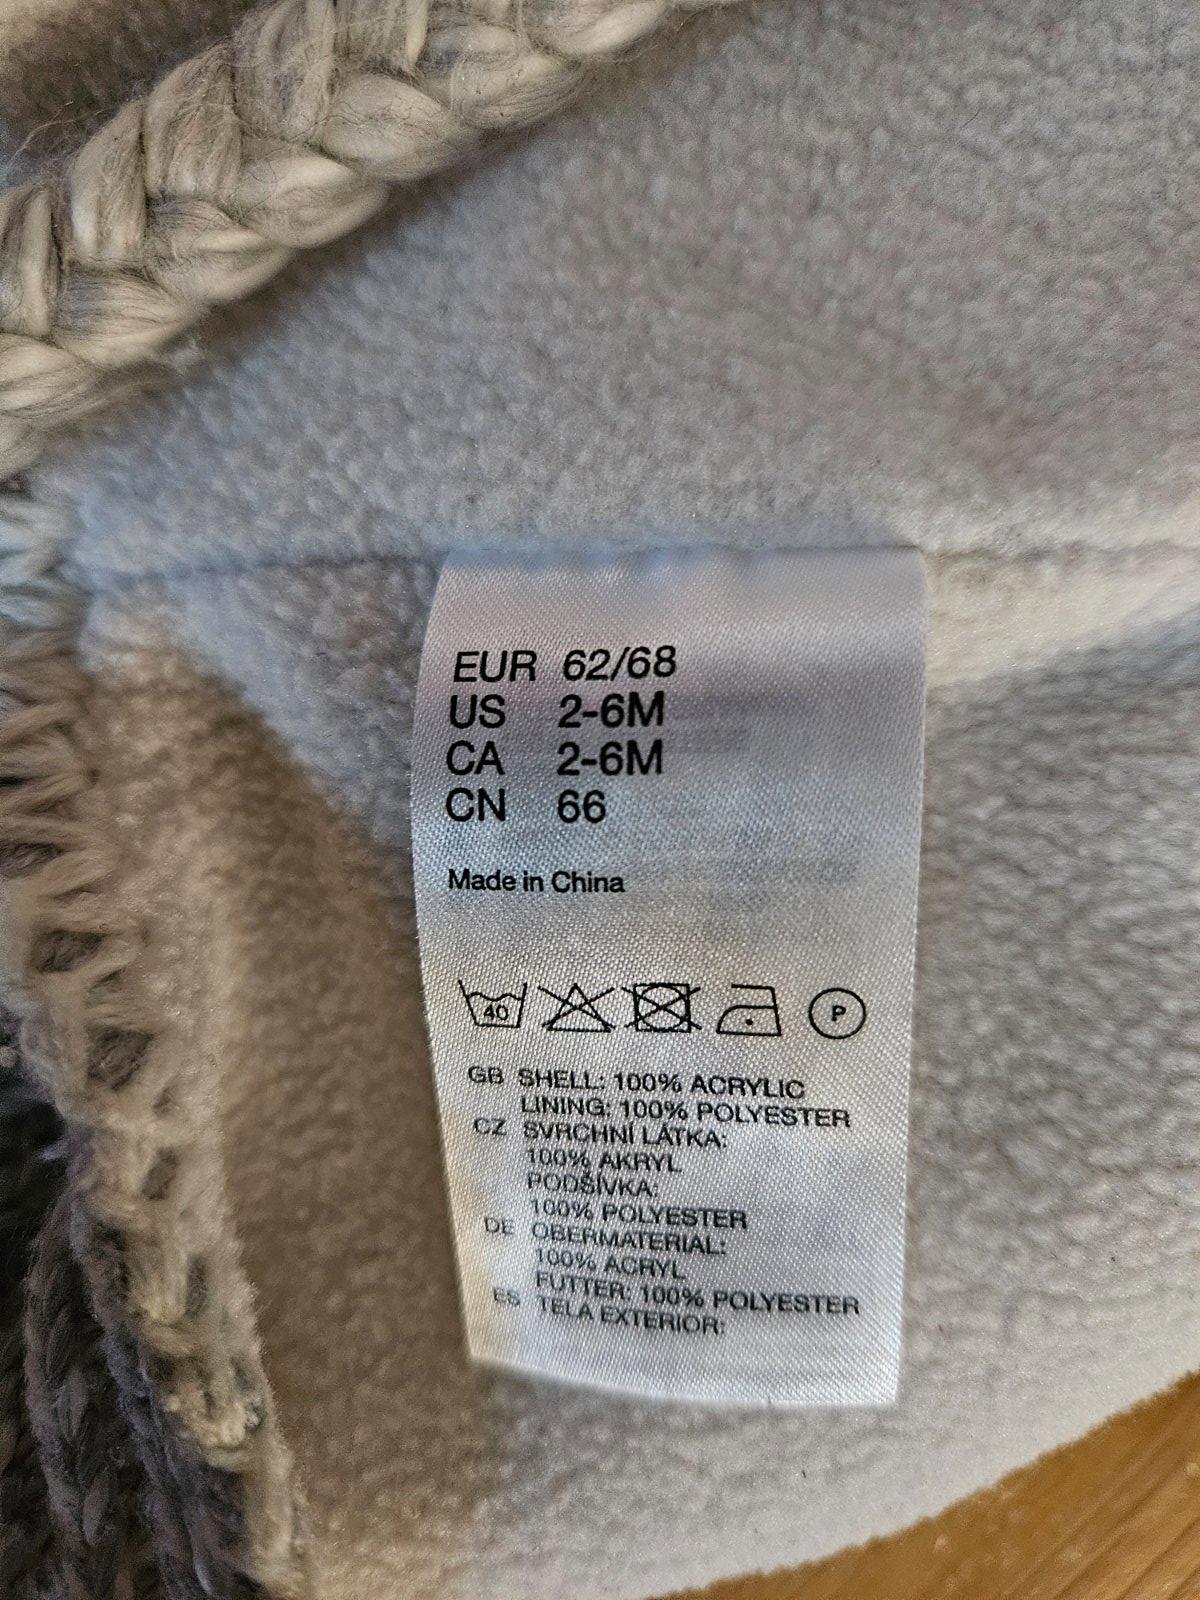 EUR 62/68
US 2-6M
CA 2-6M
CN 66
Made in China
40 P
GB SHELL: 100% ACRYLIC
LINING: 100% POLYESTER
CZ SVRCHNÍ LÁTKA:
100% AKRYL
PODŠÍVKA:
100% POLYESTER
DE OBERMATERIAL:
100% ACRYL
FUTTER: 100% POLYESTER
ES TELA EXTERIOR: